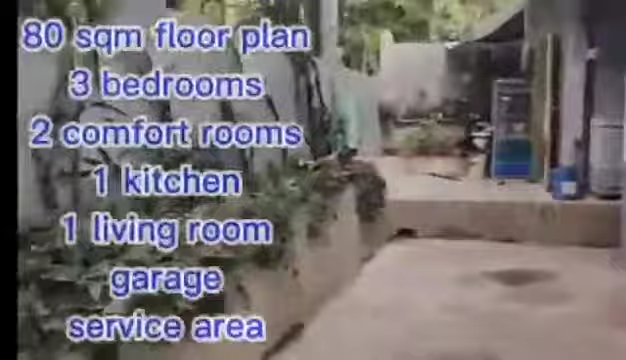 80 sqm floor plan
3 bedrooms
2 comfort rooms
1 kitchen
1 living room
garage
service area